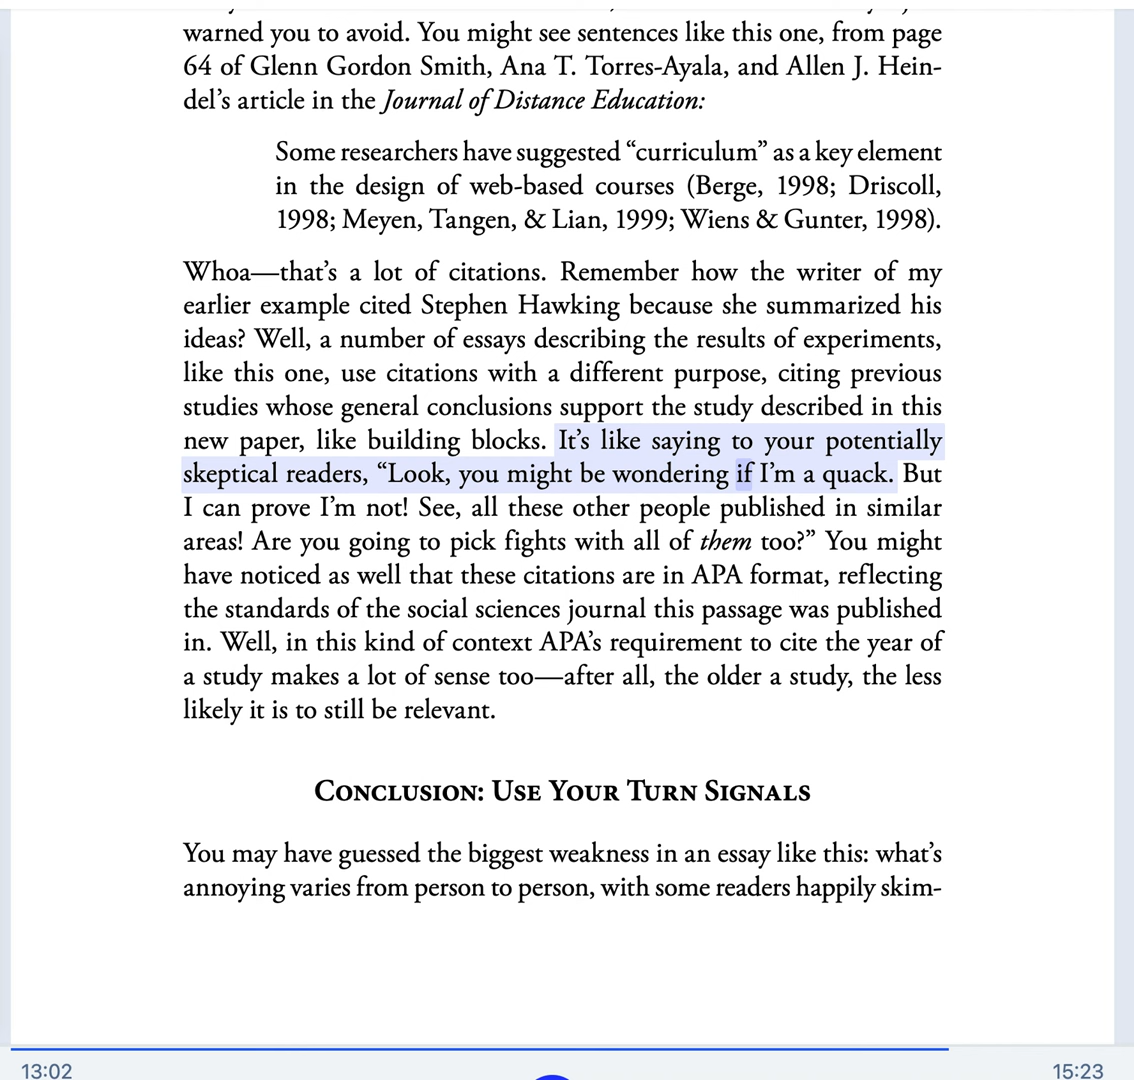 warned you to avoid. You might see sentences like this one, from page
64 of Glenn Gordon Smith, Ana T. Torres-Ayala, and Allen J. Hein-
del’s article in the Journal of Distance Education:
Some researchers have suggested “curriculum” as a key element
in the design of web-based courses (Berge, 1998; Driscoll,
1998; Meyen, Tangen, & Lian, 1999; Wiens & Gunter, 1998).
Whoa—that’s a lot of citations. Remember how the writer of my
earlier example cited Stephen Hawking because she summarized his
ideas? Well, a number of essays describing the results of experiments,
like this one, use citations with a different purpose, citing previous
studies whose general conclusions support the study described in this
new paper, like building blocks. It’s like saying to your potentially
skeptical readers, “Look, you might be wondering if I’m a quack. But
I can prove I’m not! See, all these other people published in similar
areas! Are you going to pick fights with all of them too?” You might
have noticed as well that these citations are in APA format, reflecting
the standards of the social sciences journal this passage was published
in. Well, in this kind of context APA’s requirement to cite the year of
a study makes a lot of sense too—after all, the older a study, the less
likely it is to still be relevant.
Conclusion: Use Your Turn Signals
You may have guessed the biggest weakness in an essay like this: what’s
annoying varies from person to person, with some readers happily skim-
13:02
15:23